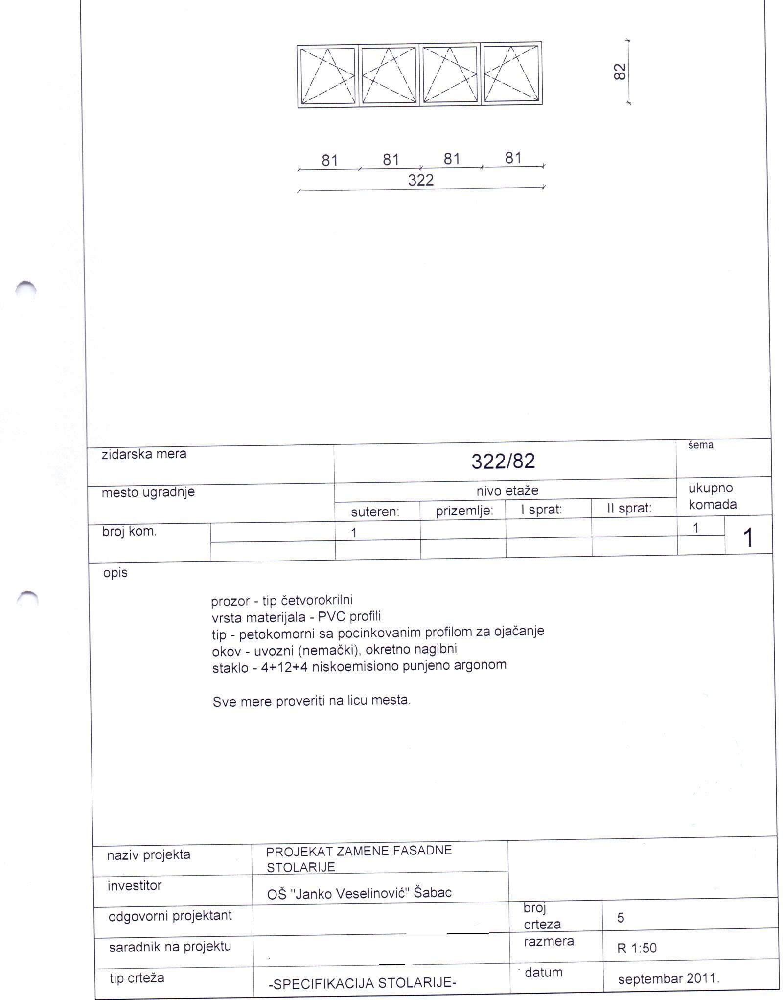 82
81 81 81 81
322
zidarska mera
322/82
šema
mesto ugradnje
nivo etaže
ukupno
komada
suteren: prizemlje: I sprat: II sprat:
broj kom.
1
1
1
opis
prozor - tip četvorokrilni
vrsta materijala - PVC profili
tip - petokomorni sa pocinkovanim profilom za ojačanje
okov - uvozni (nemački), okretno nagibni
staklo - 4+12+4 niskoemisiono punjeno argonom
Sve mere proveriti na licu mesta.
naziv projekta
PROJEKAT ZAMENE FASADNE
STOLARIJE
investitor
OŠ "Janko Veselinović" Šabac
odgovorni projektant
broj
crteza
5
saradnik na projektu
razmera
R 1:50
tip crteža
-SPECIFIKACIJA STOLARIJE-
datum
septembar 2011.